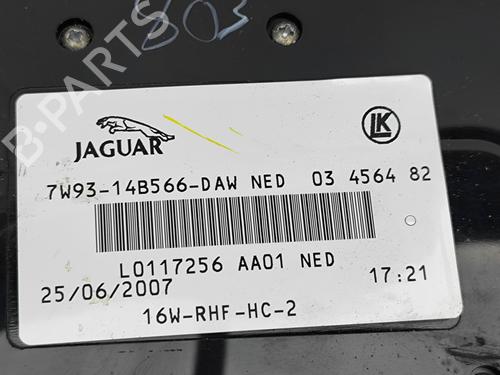 803
JAGUAR
LK
7W93-14B566-DAW NED 03 4564 82
L0117256 AA01 NED
25/06/2007 17:21
16W-RHF-HC-2
B-PARTS